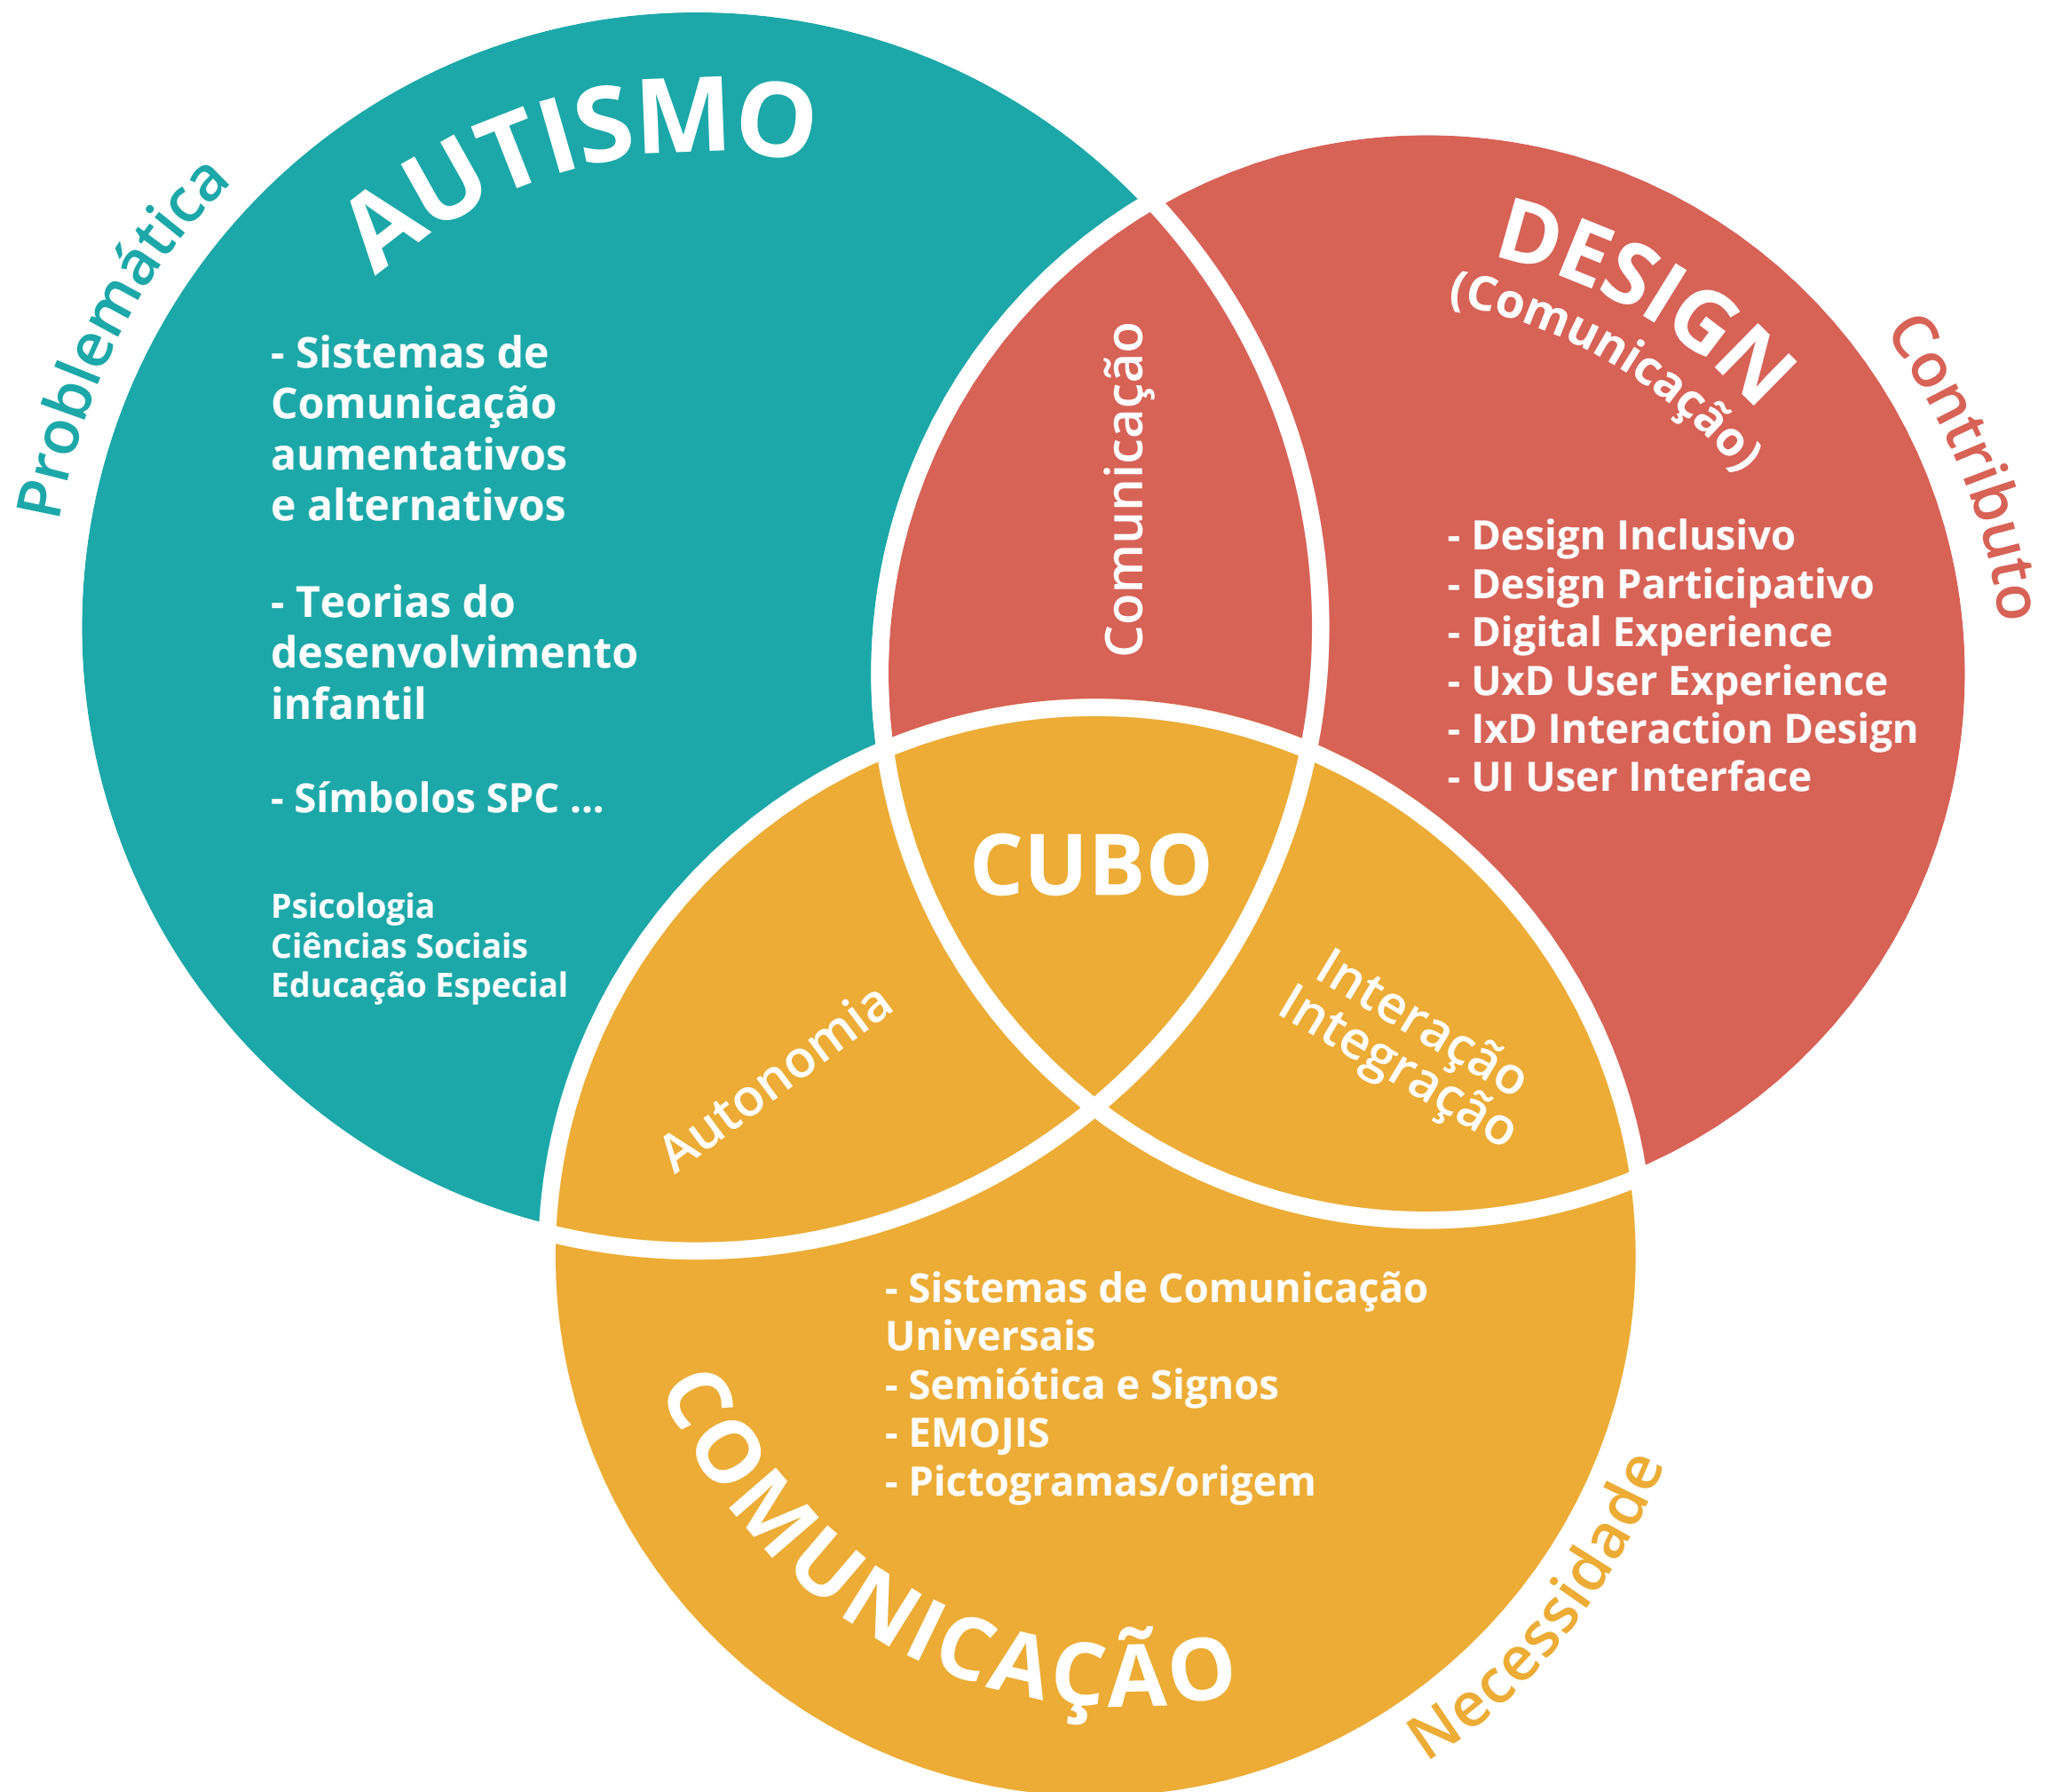 Problemática
AUTISMO
- Sistemas de
Comunicação
aumentativos
e alternativos
- Teorias do
desenvolvimento
infantil
- Símbolos SPC ...
Psicologia
Ciências Sociais
Educação Especial
Comunicação
DESIGN
(Comunicação)
Contributo
- Design Inclusivo
- Design Participativo
- Digital Experience
- UxD User Experience
- IxD Interaction Design
- UI User Interface
CUBO
Autonomia
Interação
Integração
- Sistemas de Comunicação
Universais
- Semiótica e Signos
- EMOJIS
- Pictogramas/origem
COMUNICAÇÃO
Necessidade